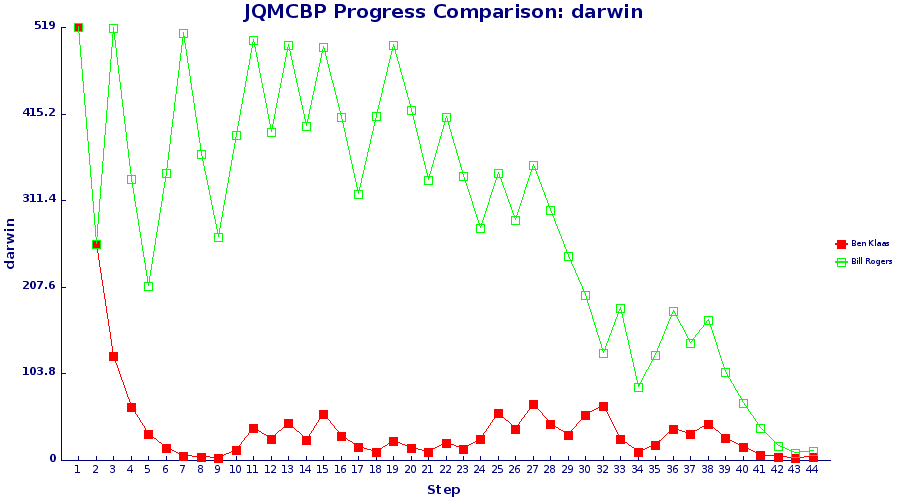 JQMCBP Progress Comparison: darwin
519
415.2
311.4
207.6
103.8
0
darwin
1 2 3 4 5 6 7 8 9 10 11 12 13 14 15 16 17 18 19 20 21 22 23 24 25 26 27 28 29 30 32 33 34 35 36 37 38 39 40 41 42 43 44
Step
Ben Klaas
Bill Rogers